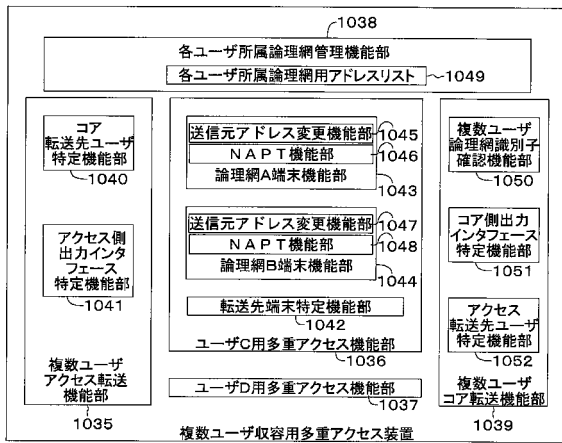 1038
各ユーザ所属論理網管理機能部
各ユーザ所属論理網用アドレスリスト
1049
コア
転送先ユーザ
特定機能部
1040
アクセス側
出力インタ
フェース
特定機能部
1041
複数ユーザ
アクセス転送
機能部
1035
送信元アドレス変更機能部
1045
NAPT機能部
1046
論理網A端末機能部
1043
送信元アドレス変更機能部
1047
NAPT機能部
1048
論理網B端末機能部
1044
転送先端末特定機能部
1042
ユーザC用多重アクセス機能部
1036
ユーザD用多重アクセス機能部
1037
複数ユーザ
論理網識別子
確認機能部
1050
コア側出力
インタフェース
特定機能部
1051
アクセス
転送先ユーザ
特定機能部
1052
複数ユーザ
コア転送機能部
1039
複数ユーザ収容用多重アクセス装置